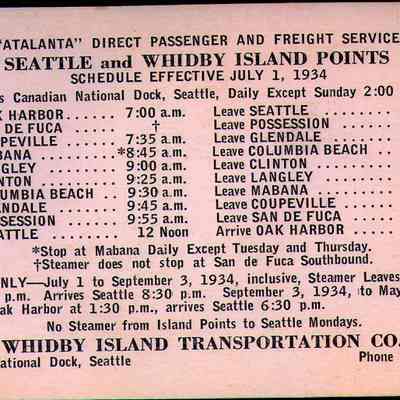 "ATALANTA" DIRECT PASSENGER AND FREIGHT SERVICE
SEATTLE and WHIDBY ISLAND POINTS
SCHEDULE EFFECTIVE JULY 1, 1934
s Canadian National Dock, Seattle, Daily Except Sunday 2:00
K HARBOR...... 7:00 a.m. Leave SEATTLE
N DE FUCA † Leave POSSESSION
UPEVILLE...... 7:35 a.m. Leave GLENDALE
BANA *8:45 a.m. Leave COLUMBIA BEACH
GLEY 9:00 a.m. Leave CLINTON
NTON 9:25 a.m. Leave LANGLEY
UMBIA BEACH .. 9:30 a.m. Leave MABANA
NDALE 9:45 a.m. Leave COUPEVILLE
SESSION 9:55 a.m. Leave SAN DE FUCA
ATTLE 12 Noon Arrive OAK HARBOR
*Stop at Mabana Daily Except Tuesday and Thursday.
†Steamer does not stop at San de Fuca Southbound.
NLY—July 1 to September 3, 1934, inclusive, Steamer Leaves
p.m. Arrives Seattle 8:30 p.m. September 3, 1934, to May
ak Harbor at 1:30 p.m., arrives Seattle 6:30 p.m.
No Steamer from Island Points to Seattle Mondays.
WHIDBY ISLAND TRANSPORTATION CO.
ational Dock, Seattle Phone